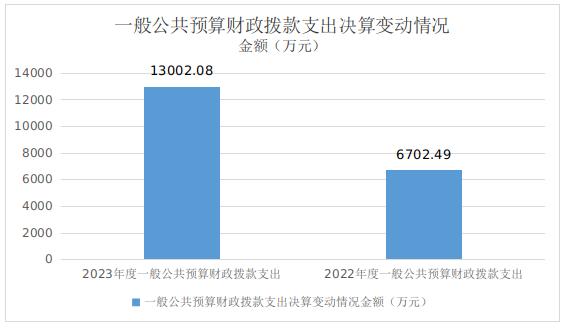 一般公共预算财政拨款支出决算变动情况
金额（万元）
14000
12000
10000
8000
6000
4000
2000
0
13002.08
6702.49
2023年度一般公共预算财政拨款支出
2022年度一般公共预算财政拨款支出
一般公共预算财政拨款支出决算变动情况金额（万元）